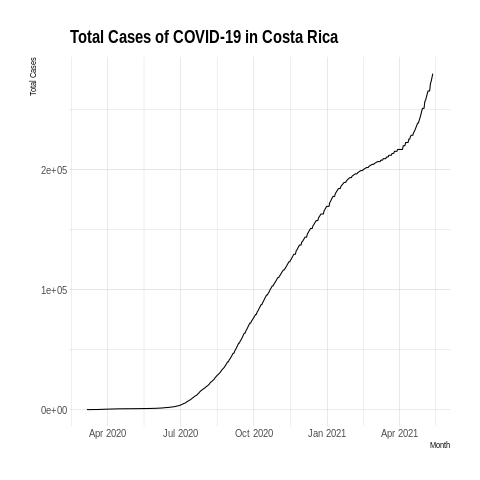 Total Cases of COVID-19 in Costa Rica
Total Cases
2e+05
1e+05
0e+00
Apr 2020 Jul 2020 Oct 2020 Jan 2021 Apr 2021
Month